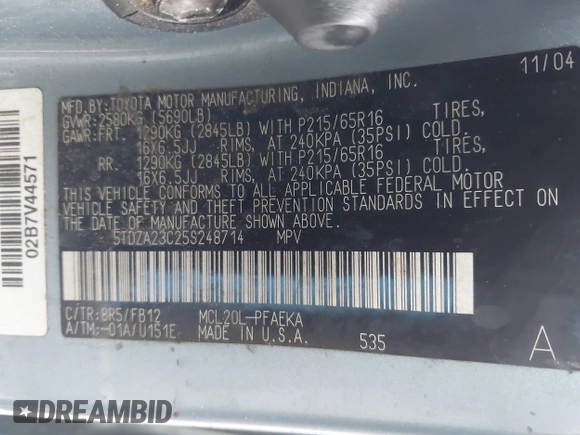 11/04
MFD. BY: TOYOTA MOTOR MANUFACTURING, INDIANA, INC.
GVWR: 2580KG (5690LB)
GAWR: FRT. 1290KG (2845LB) WITH P215/65R16 TIRES,
16X6.5JJ RIMS, AT 240KPA (35PSI) COLD.
RR. 1290KG (2845LB) WITH P215/65R16 TIRES,
16X6.5JJ RIMS, AT 240KPA (35PSI) COLD.
THIS VEHICLE CONFORMS TO ALL APPLICABLE FEDERAL MOTOR
VEHICLE SAFETY AND THEFT PREVENTION STANDARDS IN EFFECT ON
THE DATE OF MANUFACTURE SHOWN ABOVE.
5TDZA23C25S248714 MPV
C/TR: 8R5/FB12 MCL20L-PFAEKA
A/TM: -01A/U151E MADE IN U.S.A. 535 A
02B7V44571
DREAMBID